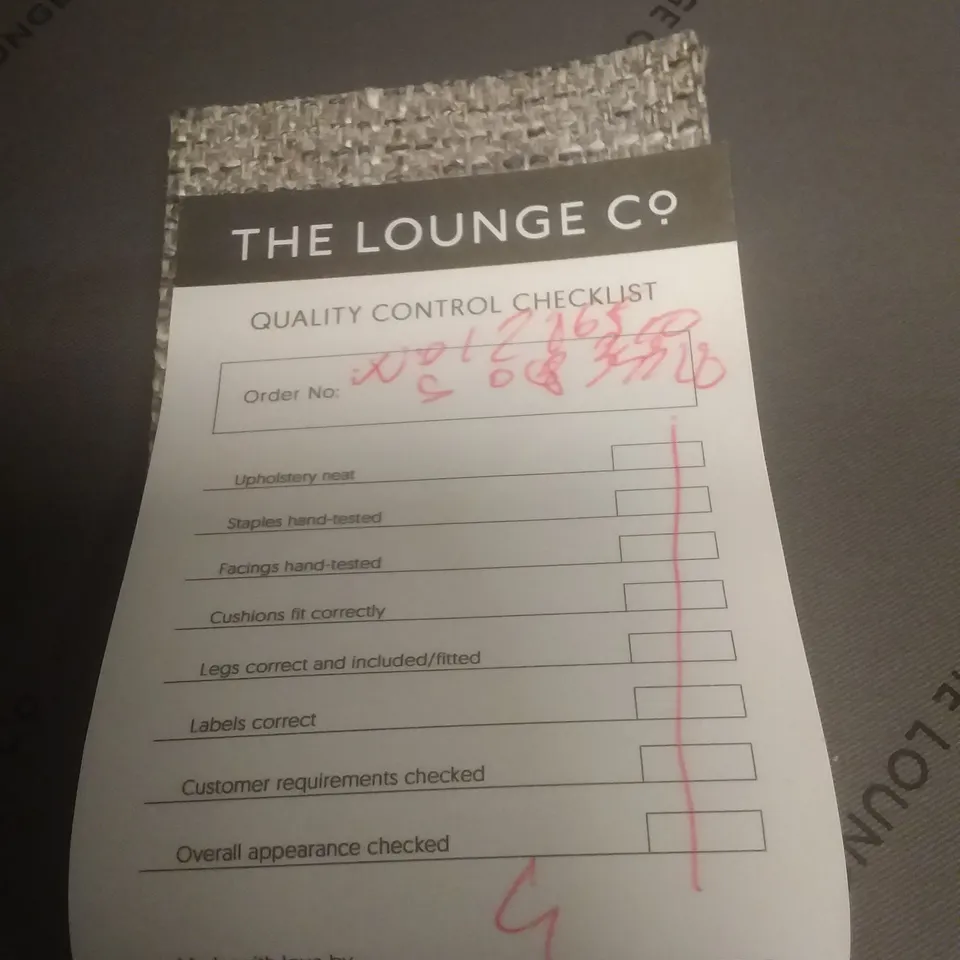 THE LOUNGE Co
QUALITY CONTROL CHECKLIST
Order No:
Upholstery neat
Staples hand-tested
Facings hand-tested
Cushions fit correctly
Legs correct and included/fitted
Labels correct
Customer requirements checked
Overall appearance checked